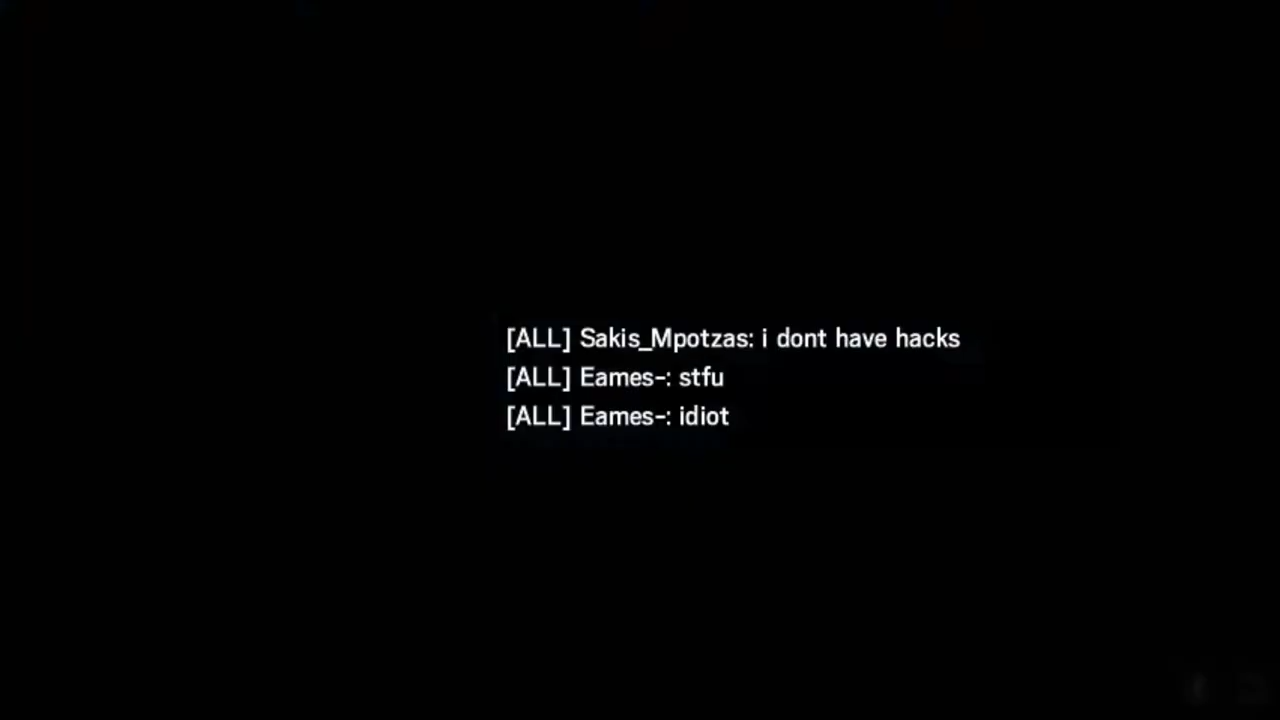 [ALL] Sakis_Mpotzas: i dont have hacks
[ALL] Eames-: stfu
[ALL] Eames-: idiot